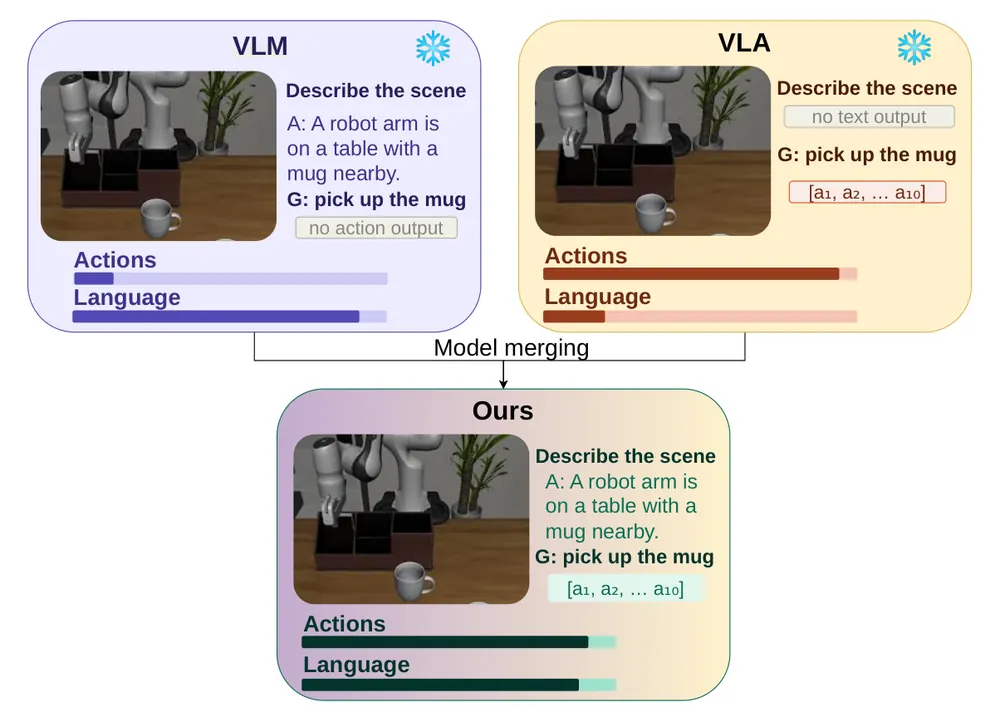 VLM
Describe the scene
A: A robot arm is
on a table with a
mug nearby.
G: pick up the mug
no action output
Actions
Language
VLA
Describe the scene
no text output
G: pick up the mug
[a₁, a₂, … a₁₀]
Actions
Language
Model merging
Ours
Describe the scene
A: A robot arm is
on a table with a
mug nearby.
G: pick up the mug
[a₁, a₂, … a₁₀]
Actions
Language